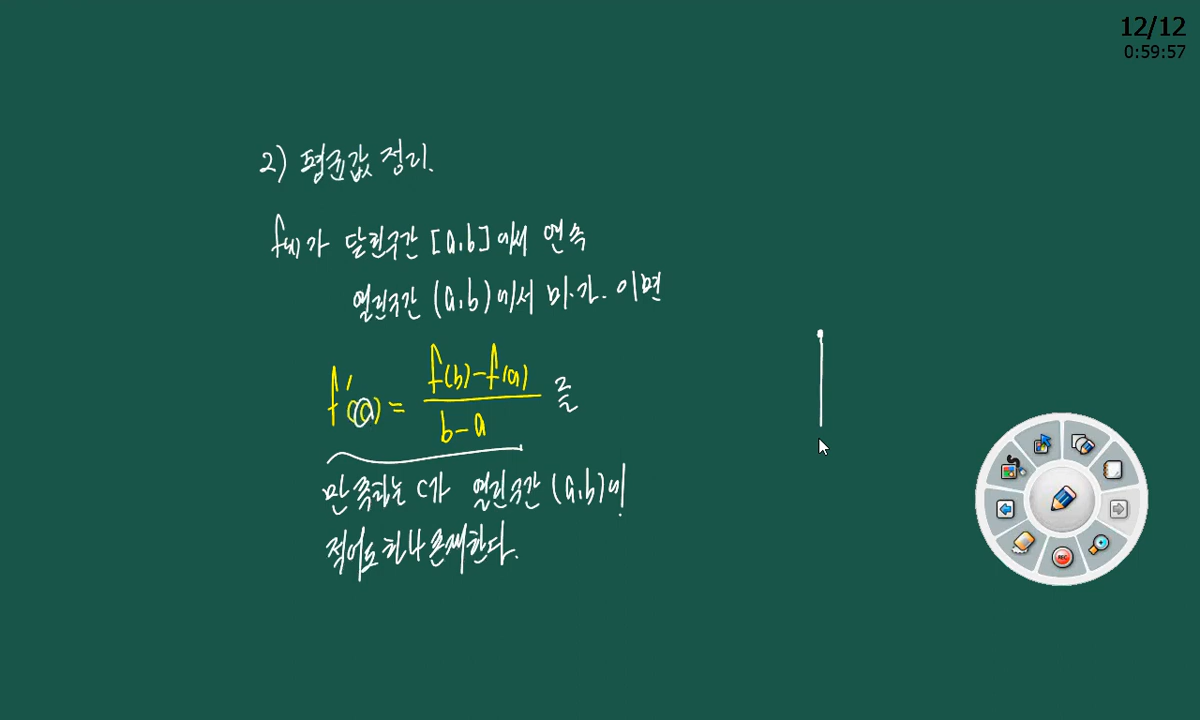 12/12
0:59:57
2) 평균값 정리.
f(x)가 닫힌구간 [a,b]에서 연속
열린구간 (a,b)에서 미.가. 이면
f'(a) = \frac{f(b)-f(a)}{b-a} 를
만족하는 c가 열린구간 (a,b)에
적어도 하나 존재한다.
REC